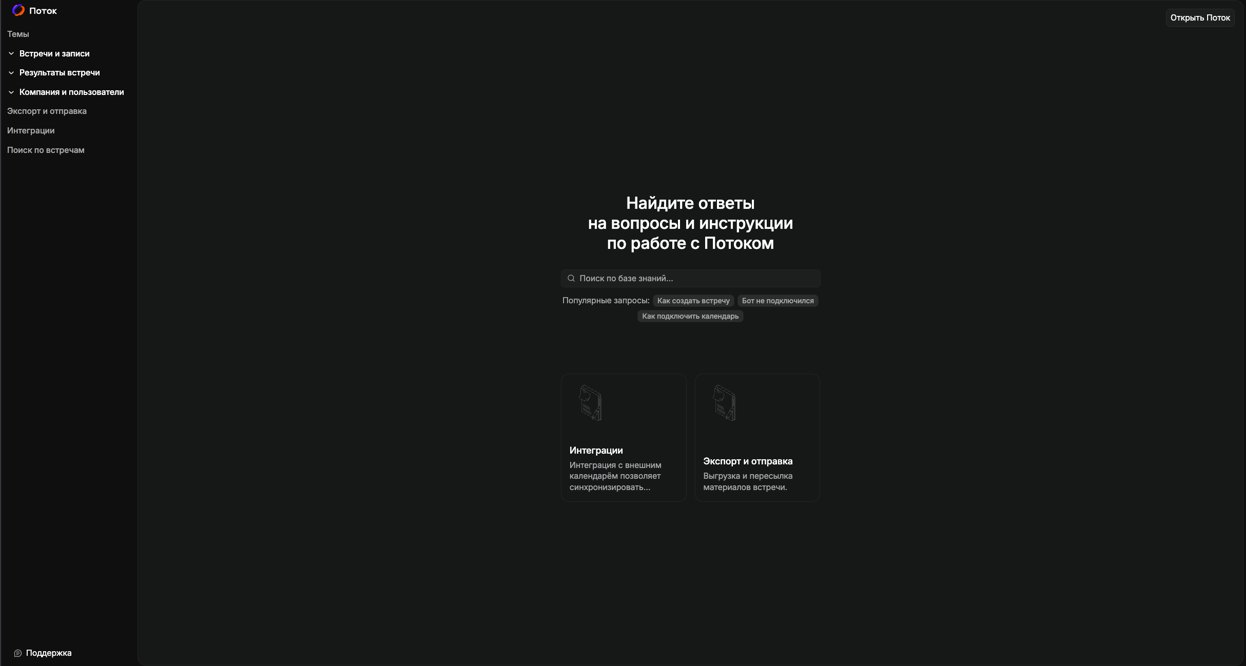 Поток
Темы
Встречи и записи
Результаты встречи
Компания и пользователи
Экспорт и отправка
Интеграции
Поиск по встречам
Поддержка
Открыть Поток
Найдите ответы
на вопросы и инструкции
по работе с Потоком
Поиск по базе знаний...
Популярные запросы: Как создать встречу Бот не подключился
Как подключить календарь
Интеграции
Интеграция с внешним
календарём позволяет
синхронизировать...
Экспорт и отправка
Выгрузка и пересылка
материалов встречи.